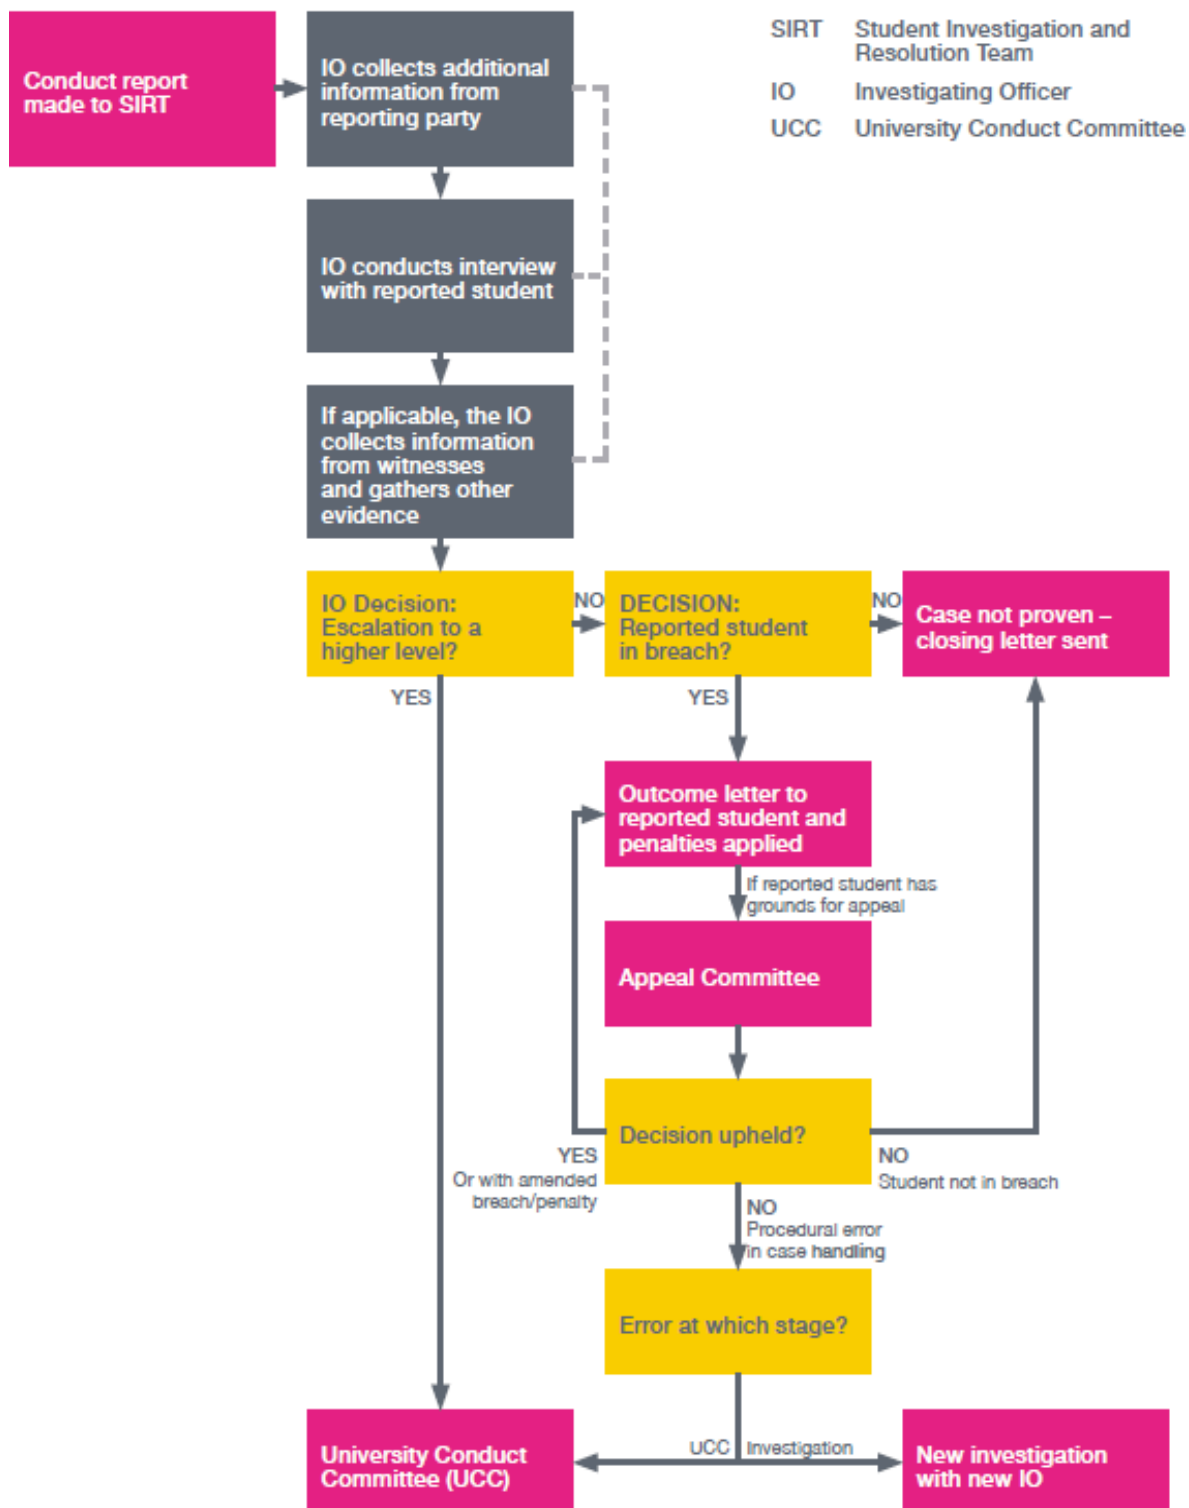 Conduct report
made to SIRT
IO collects additional
information from
reporting party
SIRT Student Investigation and
Resolution Team
IO Investigating Officer
UCC University Conduct Committee
IO conducts interview
with reported student
If applicable, the IO
collects information
from witnesses
and gathers other
evidence
IO Decision:
Escalation to a
higher level?
NO
DECISION:
Reported student
in breach?
NO
Case not proven –
closing letter sent
YES
YES
Outcome letter to
reported student and
penalties applied
If reported student has
grounds for appeal
Appeal Committee
Decision upheld?
YES
Or with amended
breach/penalty
NO
Student not in breach
NO
Procedural error
in case handling
Error at which stage?
University Conduct
Committee (UCC)
UCC
Investigation
New investigation
with new IO